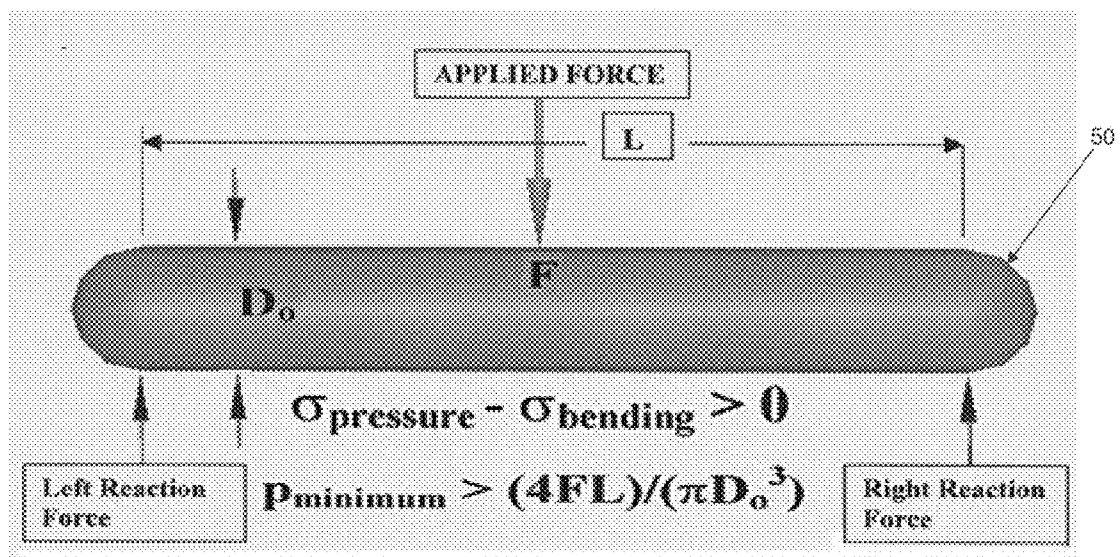 APPLIED FORCE
L
50
F
Dₒ
σpressure - σbending > 0
Left Reaction
Force
pminimum > (4FL)/(πDₒ³)
Right Reaction
Force